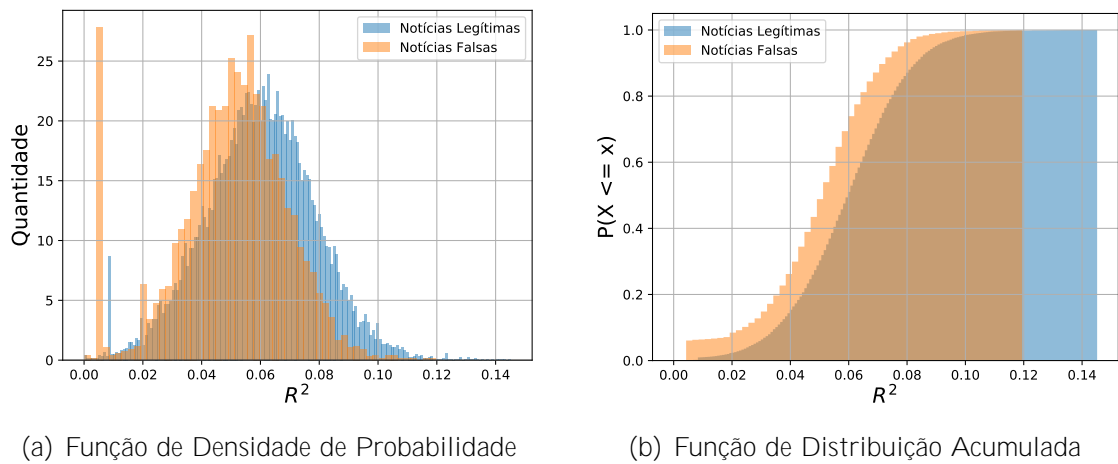 Notícias Legítimas
Notícias Falsas
Quantidade
25
20
15
10
5
0
0.00 0.02 0.04 0.06 0.08 0.10 0.12 0.14
R²
(a) Função de Densidade de Probabilidade
Notícias Legítimas
Notícias Falsas
P(X <= x)
1.0
0.8
0.6
0.4
0.2
0.0
0.00 0.02 0.04 0.06 0.08 0.10 0.12 0.14
R²
(b) Função de Distribuição Acumulada